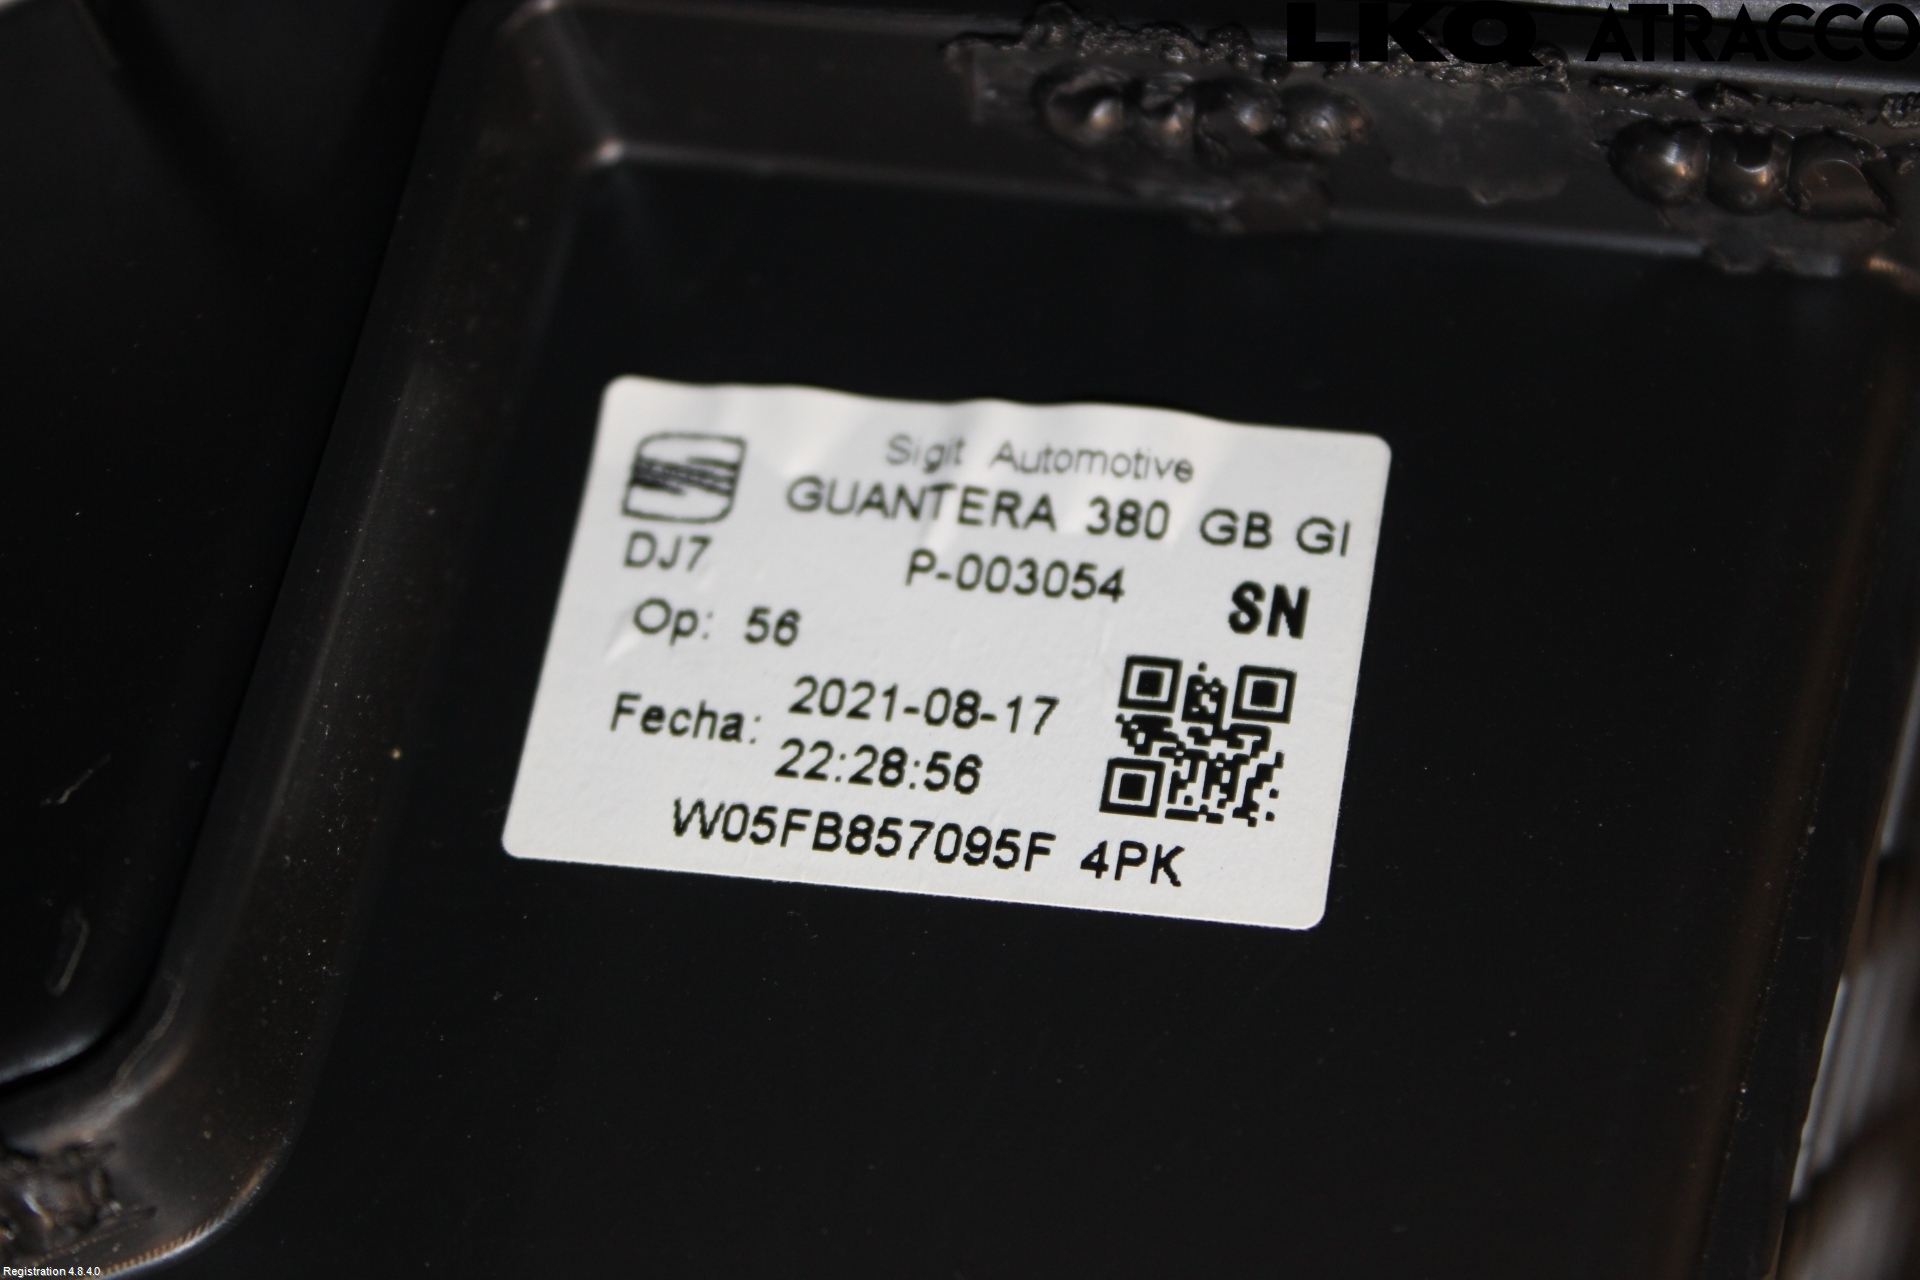 LKQ ATRACCO
Sigit Automotive
GUANTERA 380 GB GI
DJ7 P-003054 SN
Op: 56
Fecha: 2021-08-17
22:28:56
W05FB857095F 4PK
Registration 4.8.4.0